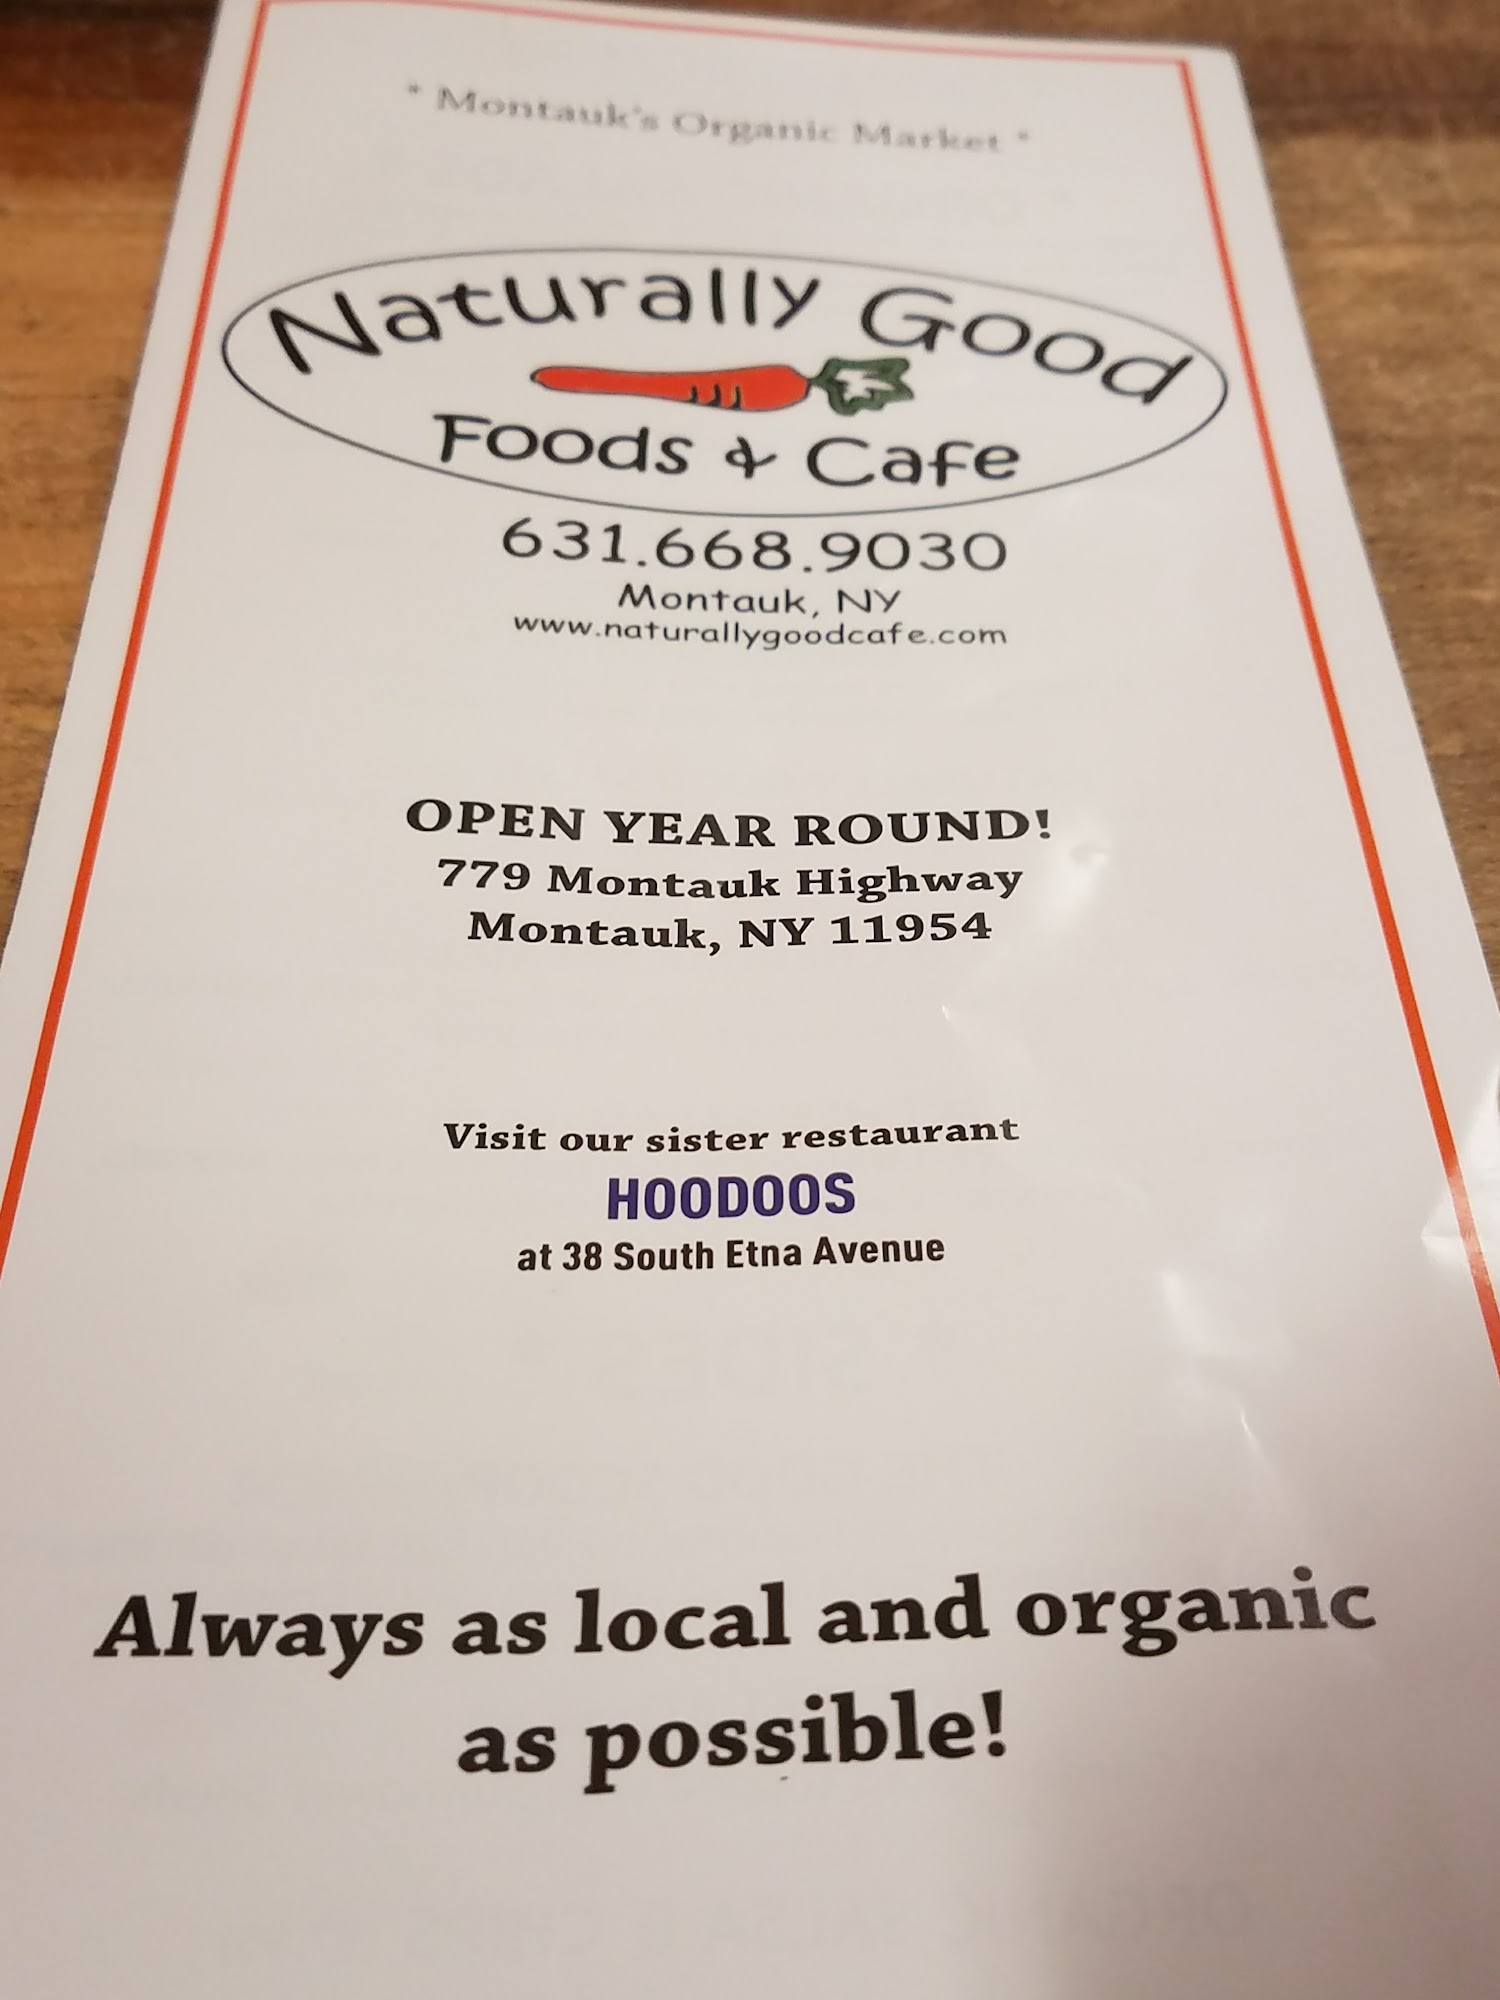 * Montauk's Organic Market *
Naturally Good
Foods & Cafe
631.668.9030
Montauk, NY
www.naturallygoodcafe.com
OPEN YEAR ROUND!
779 Montauk Highway
Montauk, NY 11954
Visit our sister restaurant
HOODOOS
at 38 South Etna Avenue
Always as local and organic
as possible!